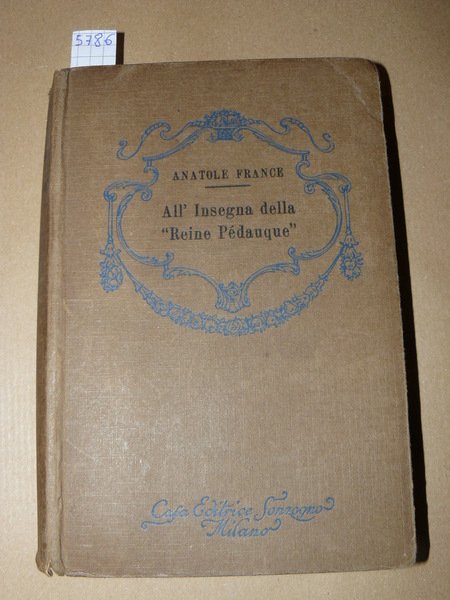 5786
ANATOLE FRANCE
All' Insegna della
"Reine Pédauque"
Casa Editrice Sonzogno
Milano